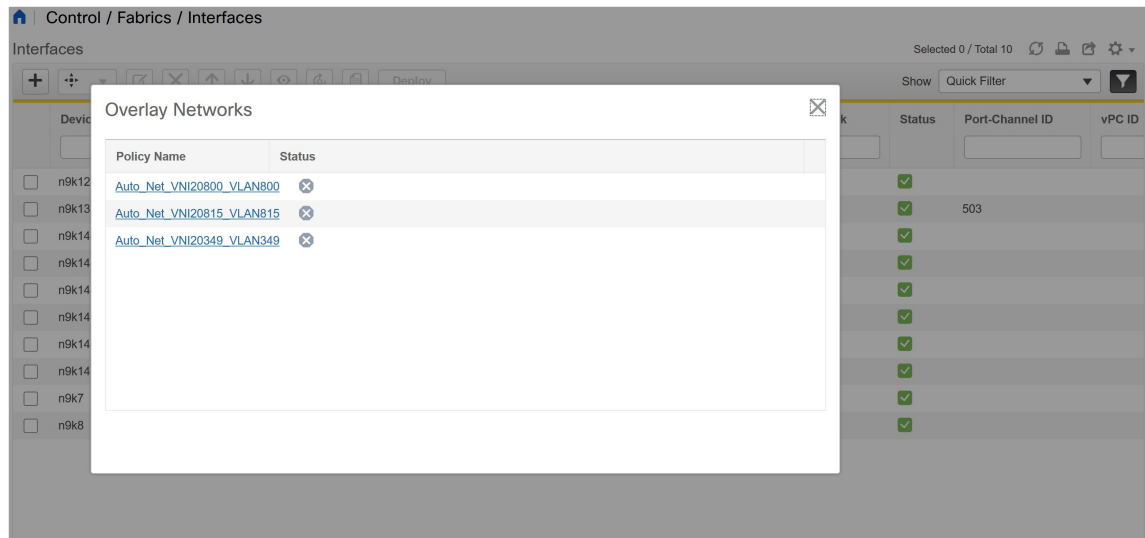 Control / Fabrics / Interfaces
Interfaces
Selected 0 / Total 10
Deploy
Show Quick Filter
Overlay Networks
Status Port-Channel ID vPC ID
Policy Name Status
n9k12 Auto_Net_VNI20800_VLAN800
n9k13 Auto_Net_VNI20815_VLAN815 503
n9k14 Auto_Net_VNI20349_VLAN349
n9k14
n9k14
n9k14
n9k14
n9k14
n9k7
n9k8